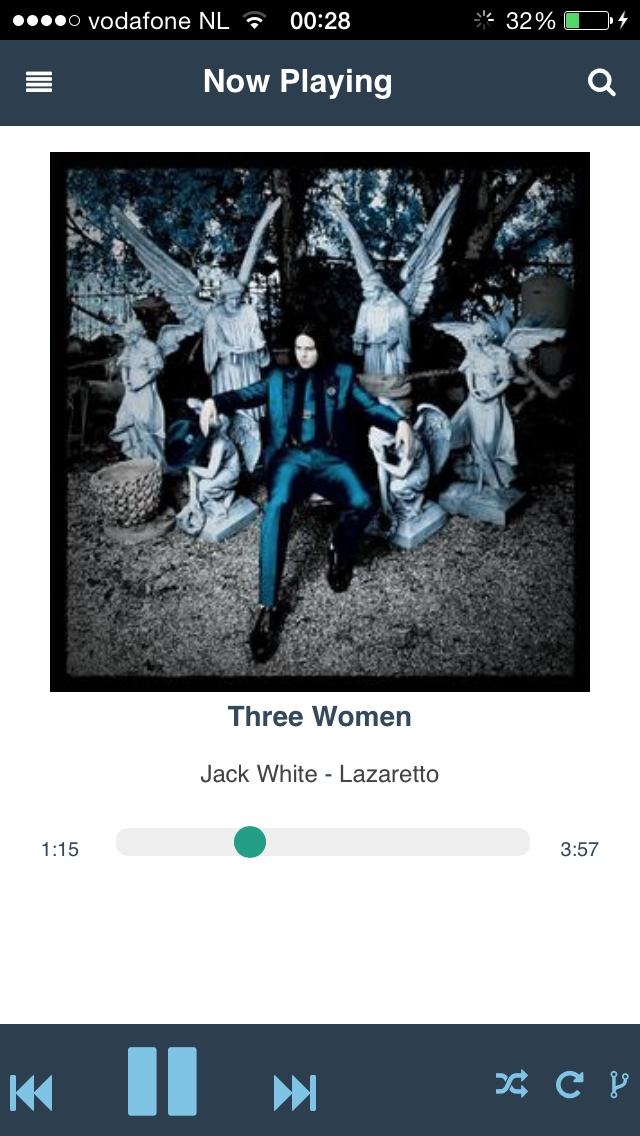 vodafone NL 00:28 32%
Now Playing
Three Women
Jack White - Lazaretto
1:15 3:57